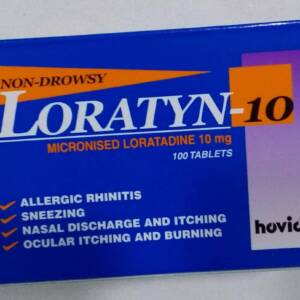 NON-DROWSY
LORATYN-10
MICRONISED LORATADINE 10 mg
100 TABLETS
ALLERGIC RHINITIS
SNEEZING
NASAL DISCHARGE AND ITCHING
OCULAR ITCHING AND BURNING